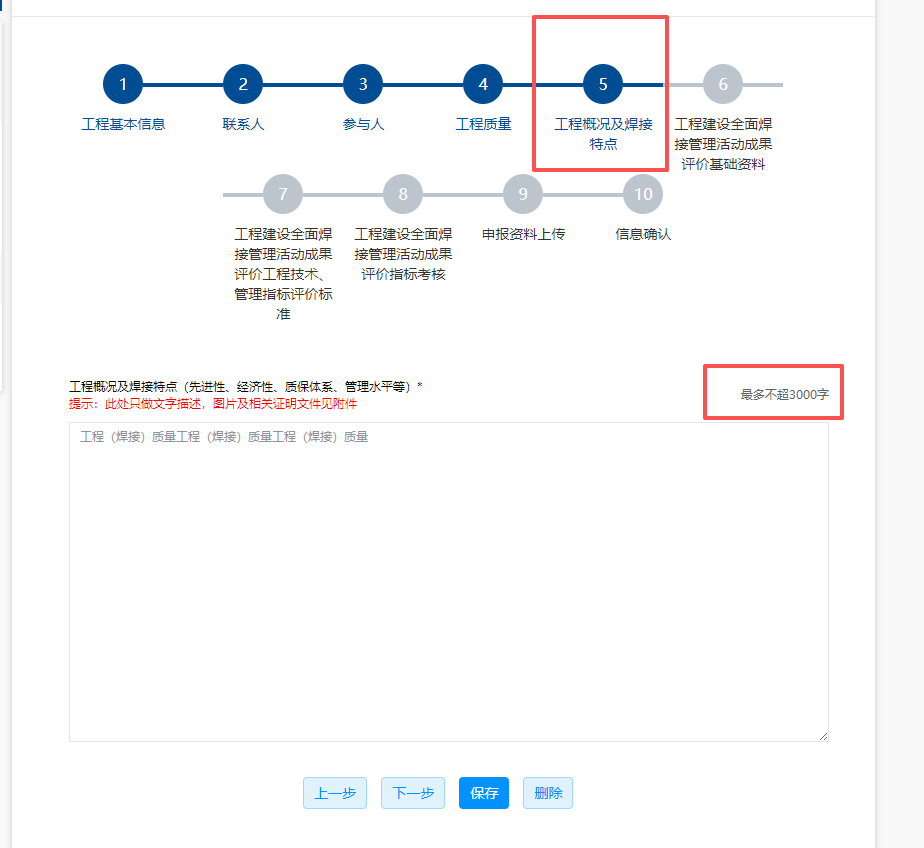 1
2
3
4
5
6
工程基本信息
联系人
参与人
工程质量
工程概况及焊接
特点
工程建设全面焊
接管理活动成果
评价基础资料
7
8
9
10
工程建设全面焊
接管理活动成果
评价工程技术、
管理指标评价标
准
工程建设全面焊
接管理活动成果
评价指标考核
申报资料上传
信息确认
工程概况及焊接特点（先进性、经济性、质保体系、管理水平等）*
提示：此处只做文字描述，图片及相关证明文件见附件
最多不超3000字
工程（焊接）质量工程（焊接）质量工程（焊接）质量
上一步
下一步
保存
删除